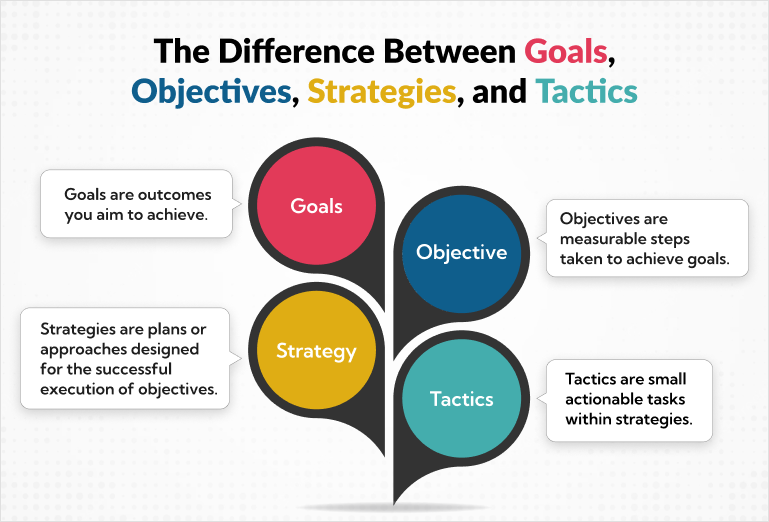 The Difference Between Goals,
Objectives, Strategies, and Tactics
Goals are outcomes
you aim to achieve.
Goals
Objective
Objectives are
measurable steps
taken to achieve goals.
Strategies are plans or
approaches designed
for the successful
execution of objectives.
Strategy
Tactics
Tactics are small
actionable tasks
within strategies.